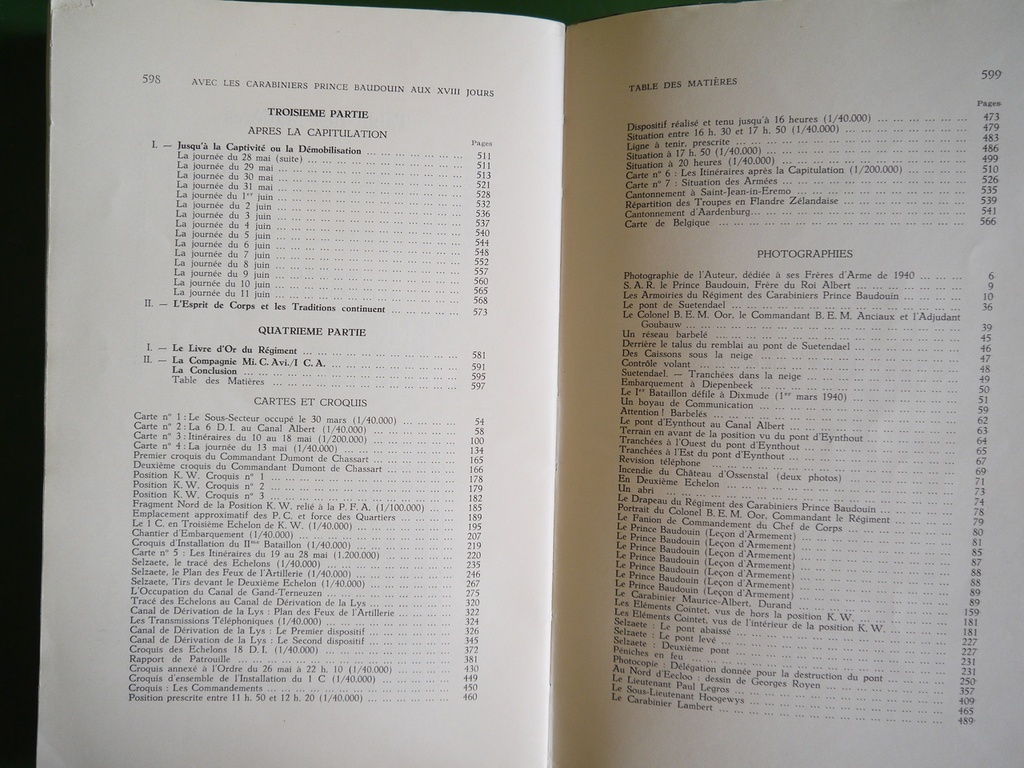 598 AVEC LES CARABINIERS PRINCE BAUDOUIN AUX XVIII JOURS
TROISIEME PARTIE
APRES LA CAPITULATION
Pages
I. — Jusqu'à la Captivité ou la Démobilisation ... 511
La journée du 28 mai (suite) ... 511
La journée du 29 mai ... 513
La journée du 30 mai ... 521
La journée du 31 mai ... 528
La journée du 1er juin ... 532
La journée du 2 juin ... 536
La journée du 3 juin ... 537
La journée du 4 juin ... 540
La journée du 5 juin ... 544
La journée du 6 juin ... 548
La journée du 7 juin ... 552
La journée du 8 juin ... 557
La journée du 9 juin ... 560
La journée du 10 juin ... 565
La journée du 11 juin ... 568
II. — L'Esprit de Corps et les Traditions continuent ... 573
QUATRIEME PARTIE
I. — Le Livre d'Or du Régiment ... 581
II. — La Compagnie Mi. C. Avi./I C. A. ... 591
La Conclusion ... 595
Table des Matières ... 597
CARTES ET CROQUIS
Carte n° 1 : Le Sous-Secteur occupé le 30 mars (1/40.000) ... 54
Carte n° 2 : La 6 D. I. au Canal Albert (1/40.000) ... 58
Carte n° 3 : Itinéraires du 10 au 18 mai (1/200.000) ... 100
Carte n° 4 : La journée du 13 mai (1/40.000) ... 134
Premier croquis du Commandant Dumont de Chassart ... 165
Deuxième croquis du Commandant Dumont de Chassart ... 166
Position K. W. Croquis n° 1 ... 178
Position K. W. Croquis n° 2 ... 179
Position K. W. Croquis n° 3 ... 182
Fragment Nord de la Position K. W. relié à la P. F. A. (1/100.000) ... 185
Emplacement approximatif des P. C. et force des Quartiers ... 189
Le 1 C. en Troisième Echelon de K. W. (1/40.000) ... 195
Chantier d'Embarquement (1/40.000) ... 207
Croquis d'Installation du IIme Bataillon (1/40.000) ... 219
Carte n° 5 : Les Itinéraires du 19 au 28 mai (1.200.000) ... 220
Selzaete, le tracé des Echelons (1/40.000) ... 235
Selzaete, le Plan des Feux de l'Artillerie (1/40.000) ... 246
Selzaete, Tirs devant le Deuxième Echelon (1/40.000) ... 267
L'Occupation du Canal de Gand-Terneuzen ... 275
Tracé des Echelons au Canal de Dérivation de la Lys ... 320
Canal de Dérivation de la Lys : Plan des Feux de l'Artillerie ... 322
Les Transmissions Téléphoniques (1/40.000) ... 324
Canal de Dérivation de la Lys : Le Premier dispositif ... 326
Canal de Dérivation de la Lys : Le Second dispositif ... 345
Croquis des Echelons 18 D. I. (1/40.000) ... 372
Rapport de Patrouille ... 381
Croquis annexé à l'Ordre du 26 mai à 22 h. 10 (1/40.000) ... 430
Croquis d'ensemble de l'Installation du 1 C (1/40.000) ... 449
Croquis : Les Commandements ... 450
Position prescrite entre 11 h. 50 et 12 h. 20 (1/40.000) ... 460
TABLE DES MATIÈRES 599
Pages
Dispositif réalisé et tenu jusqu'à 16 heures (1/40.000) ... 473
Situation entre 16 h. 30 et 17 h. 50 (1/40.000) ... 479
Ligne à tenir, prescrite ... 483
Situation à 17 h. 50 (1/40.000) ... 486
Situation à 20 heures (1/40.000) ... 499
Carte n° 6 : Les Itinéraires après la Capitulation (1/200.000) ... 510
Carte n° 7 : Situation des Armées ... 526
Cantonnement à Saint-Jean-in-Eremo ... 535
Répartition des Troupes en Flandre Zélandaise ... 539
Cantonnement d'Aardenburg ... 541
Carte de Belgique ... 566
PHOTOGRAPHIES
Photographie de l'Auteur, dédiée à ses Frères d'Arme de 1940 ... 6
S. A. R. le Prince Baudouin, Frère du Roi Albert ... 9
Les Armoiries du Régiment des Carabiniers Prince Baudouin ... 10
Le pont de Suetendael ... 36
Le Colonel B. E. M. Oor, le Commandant B. E. M. Anciaux et l'Adjudant
Goubauw ... 39
Un réseau barbelé ... 45
Derrière le talus du remblai au pont de Suetendael ... 46
Des Caissons sous la neige ... 47
Contrôle volant ... 48
Suetendael. — Tranchées dans la neige ... 49
Embarquement à Diepenbeek ... 50
Le 1er Bataillon défile à Dixmude (1er mars 1940) ... 51
Un boyau de Communication ... 59
Attention ! Barbelés ... 62
Le pont d'Eynthout au Canal Albert ... 63
Terrain en avant de la position vu du pont d'Eynthout ... 64
Tranchées à l'Ouest du pont d'Eynthout ... 65
Tranchées à l'Est du pont d'Eynthout ... 67
Revision téléphone ... 69
Incendie du Château d'Ossenstal (deux photos) ... 71
En Deuxième Echelon ... 73
Un abri ... 74
Le Drapeau du Régiment des Carabiniers Prince Baudouin ... 78
Portrait du Colonel B. E. M. Oor, Commandant le Régiment ... 79
Le Fanion de Commandement du Chef de Corps ... 80
Le Prince Baudouin (Leçon d'Armement) ... 81
Le Prince Baudouin (Leçon d'Armement) ... 85
Le Prince Baudouin (Leçon d'Armement) ... 87
Le Prince Baudouin (Leçon d'Armement) ... 88
Le Prince Baudouin (Leçon d'Armement) ... 88
Le Prince Baudouin (Leçon d'Armement) ... 89
Le Prince Baudouin (Leçon d'Armement) ... 89
Le Carabinier Maurice-Albert, Durand ... 159
Les Eléments Cointet, vus de hors la position K. W. ... 181
Les Eléments Cointet, vus de l'intérieur de la position K. W. ... 181
Selzaete : Le pont abaissé ... 227
Selzaete : Le pont levé ... 227
Selzaete : Deuxième pont ... 231
Péniches en feu ... 231
Photocopie : Délégation donnée pour la destruction du pont ... 250
Au Nord d'Eecloo : dessin de Georges Royen ... 357
Le Lieutenant Paul Legros ... 409
Le Sous-Lieutenant Hoogewys ... 465
Le Carabinier Lambert ... 489